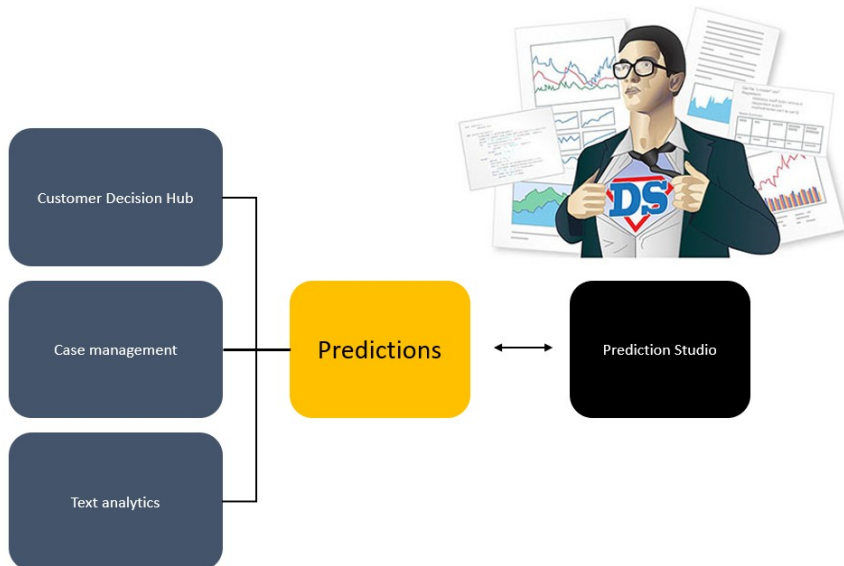 DS
Customer Decision Hub
Case management
Predictions
Prediction Studio
Text analytics